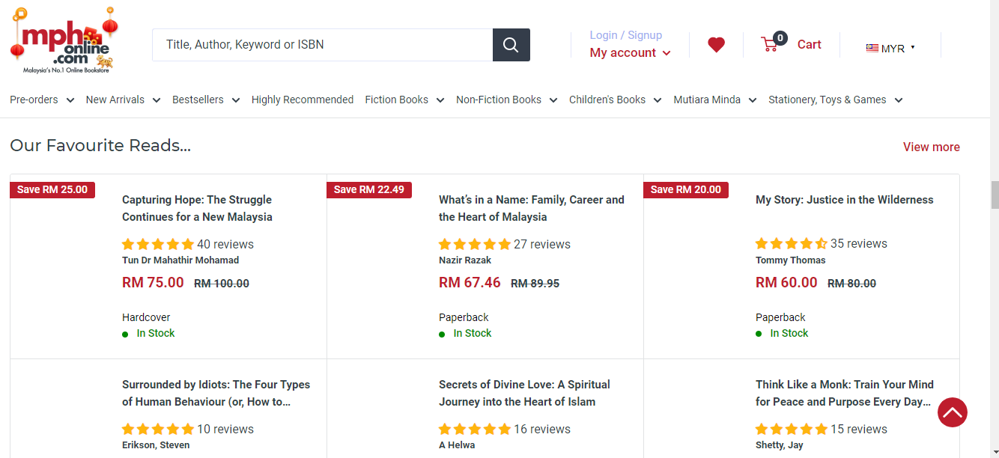 mph
online
.com
Malaysia's No.1 Online Bookstore
Title, Author, Keyword or ISBN
Login / Signup
My account
0
Cart
MYR
Pre-orders
New Arrivals
Bestsellers
Highly Recommended
Fiction Books
Non-Fiction Books
Children's Books
Mutiara Minda
Stationery, Toys & Games
Our Favourite Reads...
View more
Save RM 25.00
Capturing Hope: The Struggle
Continues for a New Malaysia
40 reviews
Tun Dr Mahathir Mohamad
RM 75.00 RM 100.00
Hardcover
In Stock
Save RM 22.49
What's in a Name: Family, Career and
the Heart of Malaysia
27 reviews
Nazir Razak
RM 67.46 RM 89.95
Paperback
In Stock
Save RM 20.00
My Story: Justice in the Wilderness
35 reviews
Tommy Thomas
RM 60.00 RM 80.00
Paperback
In Stock
Surrounded by Idiots: The Four Types
of Human Behaviour (or, How to...
10 reviews
Erikson, Steven
Secrets of Divine Love: A Spiritual
Journey into the Heart of Islam
16 reviews
A Helwa
Think Like a Monk: Train Your Mind
for Peace and Purpose Every Day...
15 reviews
Shetty, Jay